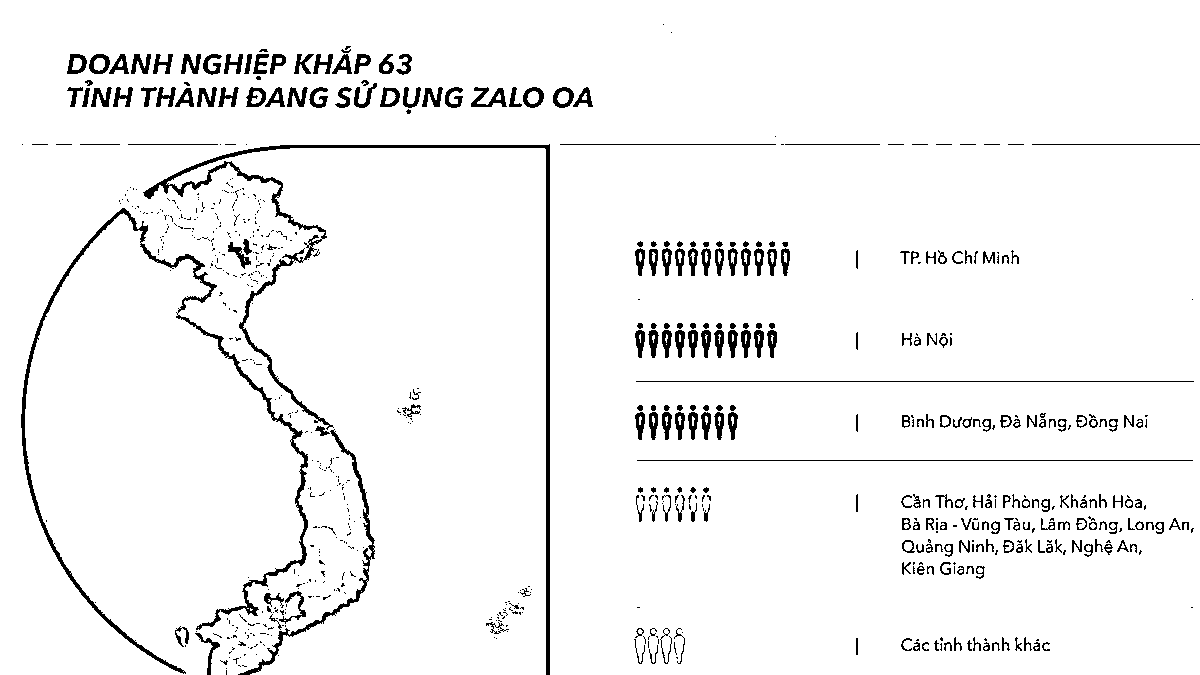 DOANH NGHIỆP KHẮP 63
TỈNH THÀNH ĐANG SỬ DỤNG ZALO OA
TP. Hồ Chí Minh
Hà Nội
Bình Dương, Đà Nẵng, Đồng Nai
Cần Thơ, Hải Phòng, Khánh Hòa,
Bà Rịa - Vũng Tàu, Lâm Đồng, Long An,
Quảng Ninh, Đăk Lăk, Nghệ An,
Kiên Giang
Các tỉnh thành khác